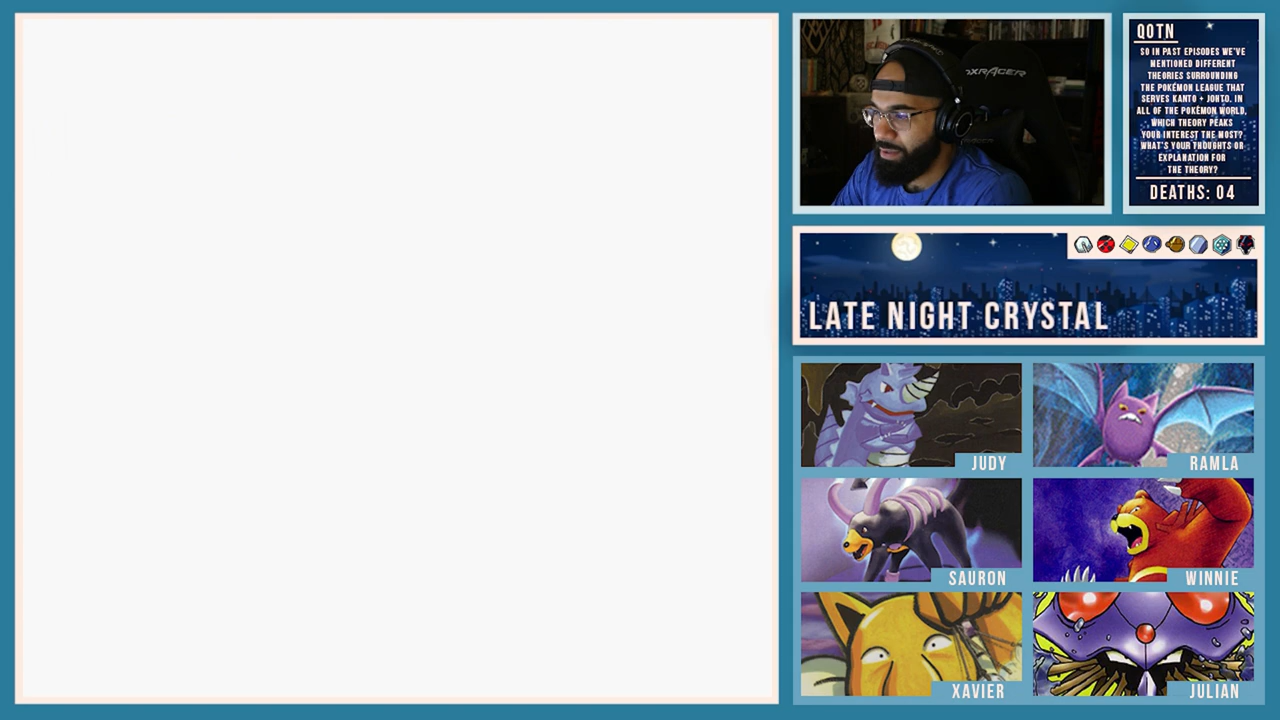 DXRACER
QOTN
SO IN PAST EPISODES WE'VE
MENTIONED DIFFERENT
THEORIES SURROUNDING
THE POKÉMON LEAGUE THAT
SERVES KANTO + JOHTO. IN
ALL OF THE POKÉMON WORLD,
WHICH THEORY PEAKS
YOUR INTEREST THE MOST?
WHAT'S YOUR THOUGHTS OR
EXPLANATION FOR
THE THEORY?
DEATHS: 04
LATE NIGHT CRYSTAL
JUDY
RAMLA
SAURON
WINNIE
XAVIER
JULIAN